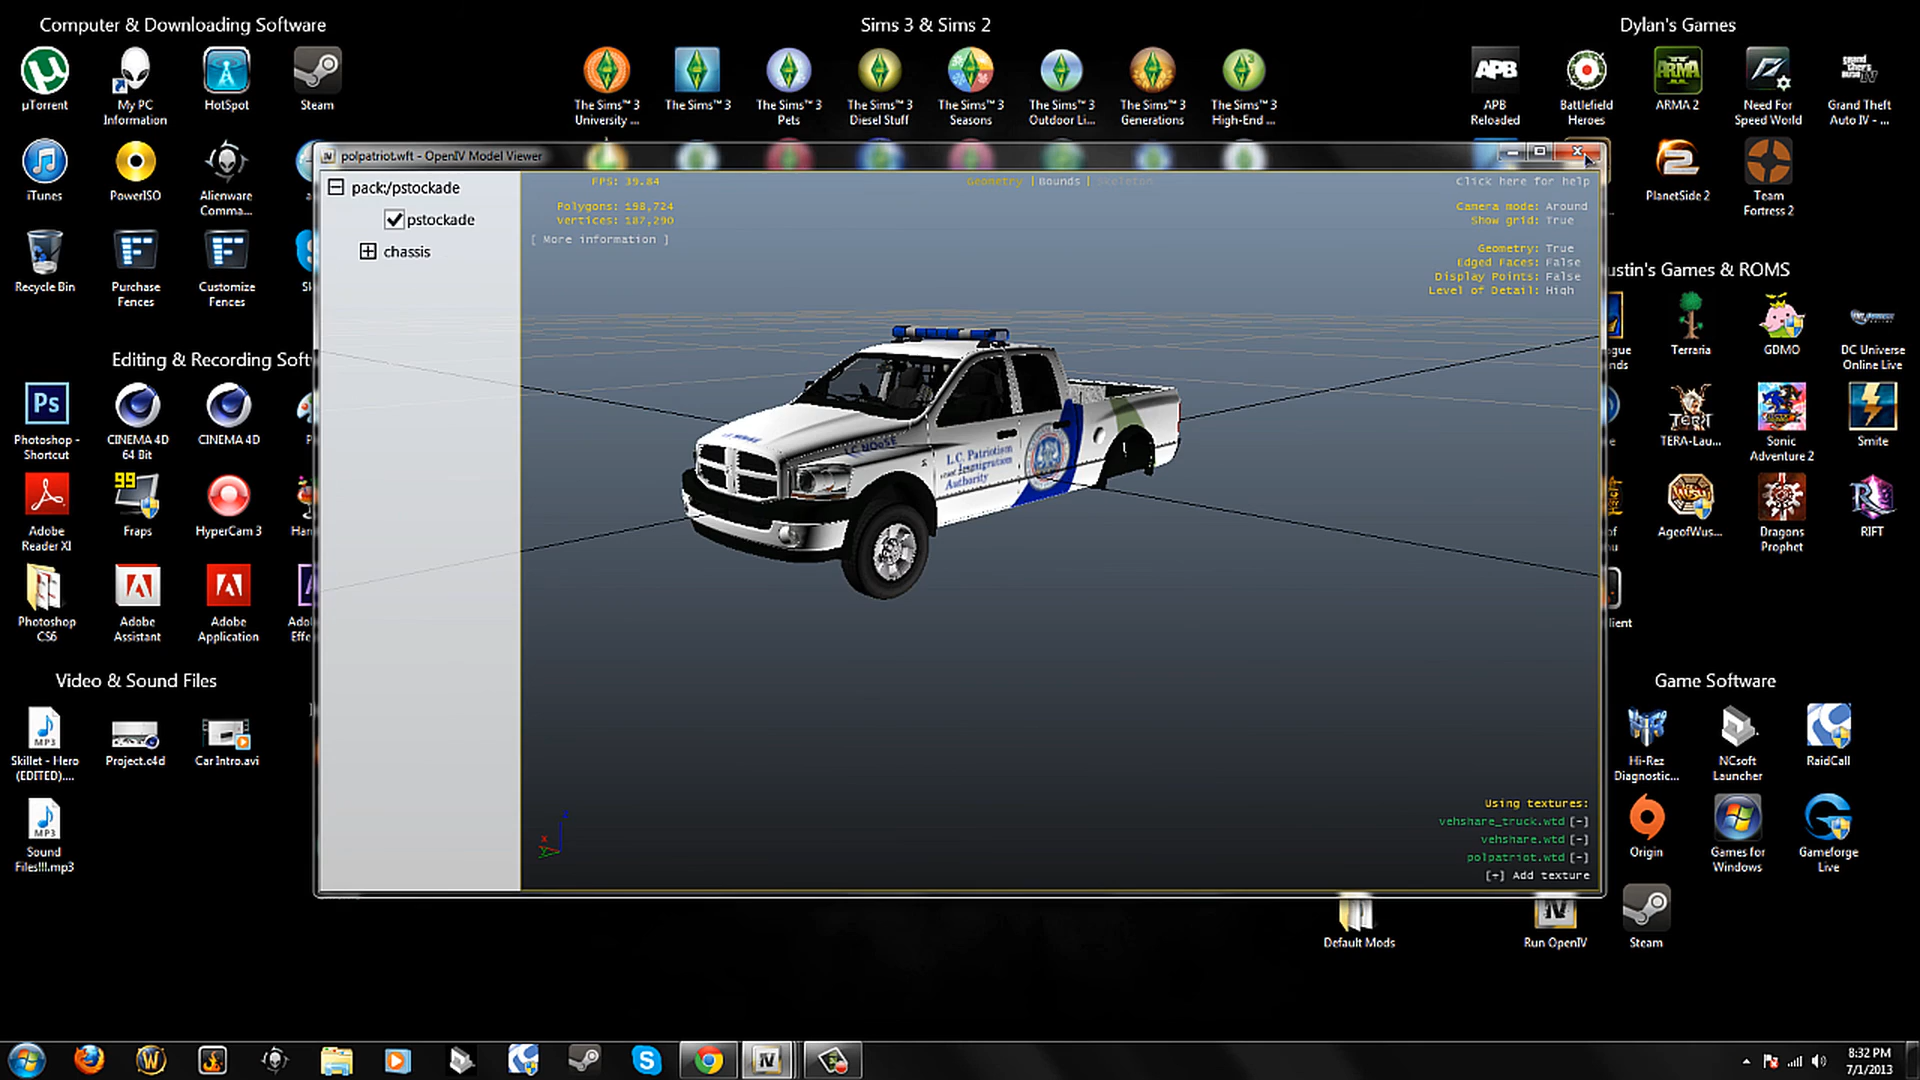 Computer & Downloading Software
Sims 3 & Sims 2
Dylan's Games
µTorrent
My PC Information
HotSpot
Steam
The Sims™ 3 University ...
The Sims™ 3
The Sims™ 3 Pets
The Sims™ 3 Diesel Stuff
The Sims™ 3 Seasons
The Sims™ 3 Outdoor Li...
The Sims™ 3 Generations
The Sims™ 3 High-End ...
APB
APB Reloaded
Battlefield Heroes
ARMA
ARMA 2
Need For Speed World
Grand Theft Auto IV - ...
polpatriot.wft - OpenIV Model Viewer
iTunes
PowerISO
Alienware Comma...
PlanetSide 2
Team Fortress 2
pack:/pstockade
pstockade
chassis
FPS: 39.84
Polygons: 198,724
Vertices: 187,290
[ More information ]
Geometry | Bounds | Skeleton
Click here for help
Camera mode: Around
Show grid: True
Geometry: True
Edged Faces: False
Display Points: False
Level of Detail: High
Recycle Bin
Purchase Fences
Customize Fences
ustin's Games & ROMS
Terraria
GDMO
DC Universe Online Live
Editing & Recording Soft
Ps
Photoshop - Shortcut
CINEMA 4D 64 Bit
CINEMA 4D
TERA-Lau...
Sonic Adventure 2
Smite
L.C. Patriotism
Immigration
Authority
99
Adobe Reader XI
Fraps
HyperCam 3
AgeofWus...
Dragons Prophet
RIFT
Photoshop CS6
Adobe Assistant
Adobe Application
Video & Sound Files
Game Software
MP3
Skillet - Hero (EDITED)....
Project.c4d
Car Intro.avi
Hi-Rez Diagnostic...
NCsoft Launcher
RaidCall
MP3
Sound Files!!!.mp3
Origin
Games for Windows
Gameforge Live
Using textures:
vehshare_truck.wtd [-]
vehshare.wtd [-]
polpatriot.wtd [-]
[+] Add texture
Default Mods
Run OpenIV
Steam
8:32 PM
7/1/2013